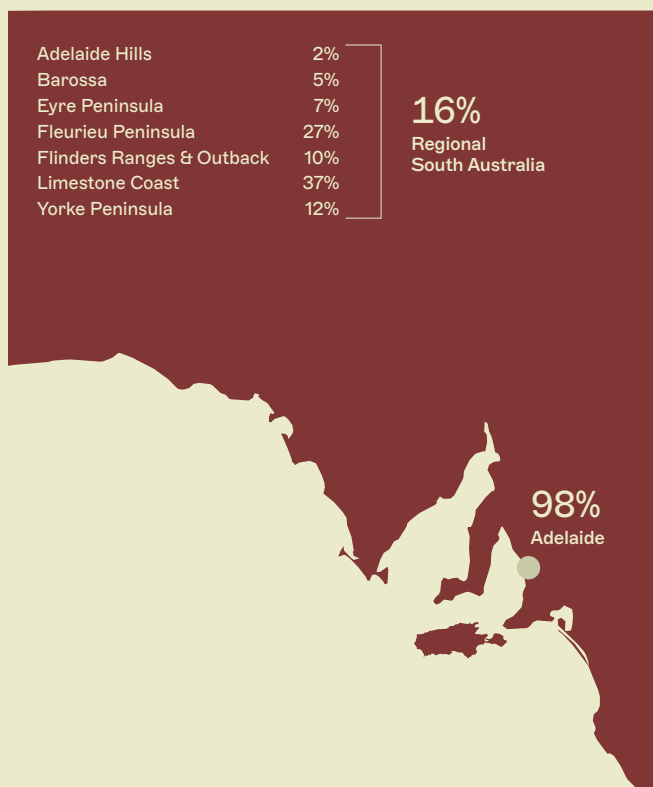 Adelaide Hills 2%
Barossa 5%
Eyre Peninsula 7%
Fleurieu Peninsula 27%
Flinders Ranges & Outback 10%
Limestone Coast 37%
Yorke Peninsula 12%
16%
Regional
South Australia
98%
Adelaide